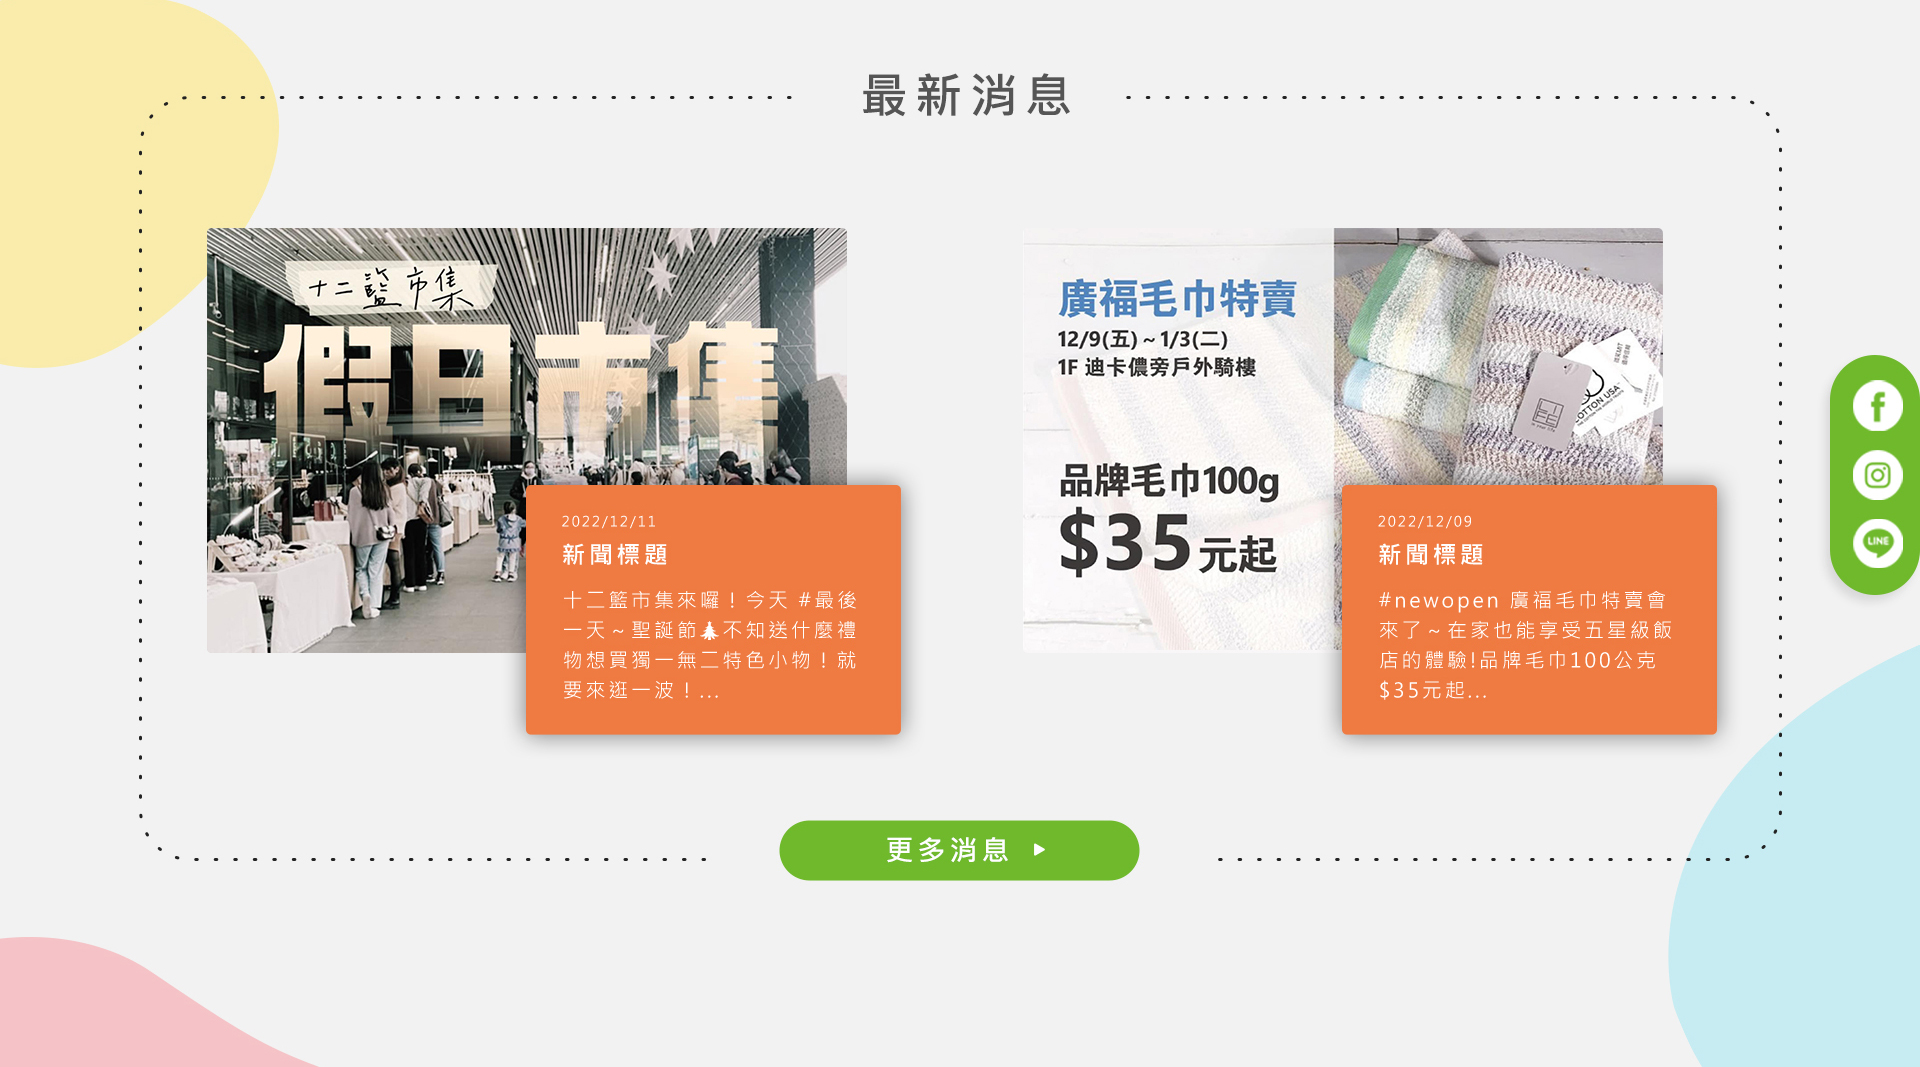 最新消息
十二籃市集
假日市集
2022/12/11
新聞標題
十二籃市集來囉！今天 #最後
一天～聖誕節🎄不知送什麼禮
物想買獨一無二特色小物！就
要來逛一波！...
廣福毛巾特賣
12/9(五)～1/3(二)
1F 迪卡儂旁戶外騎樓
品牌毛巾100g
$35元起
COTTON USA
2022/12/09
新聞標題
#newopen 廣福毛巾特賣會
來了～在家也能享受五星級飯
店的體驗!品牌毛巾100公克
$35元起...
LINE
更多消息